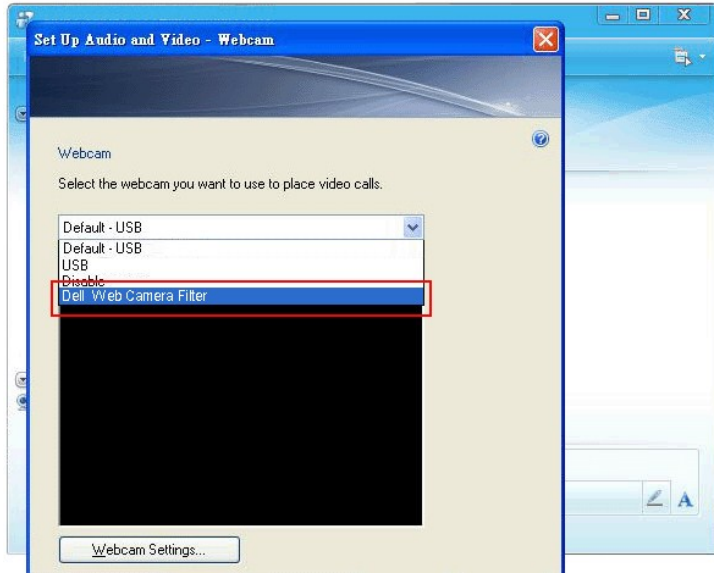 Set Up Audio and Video - Webcam
Webcam
Select the webcam you want to use to place video calls.
Default - USB
Default - USB
USB
Disable
Dell Web Camera Filter
Webcam Settings...
A